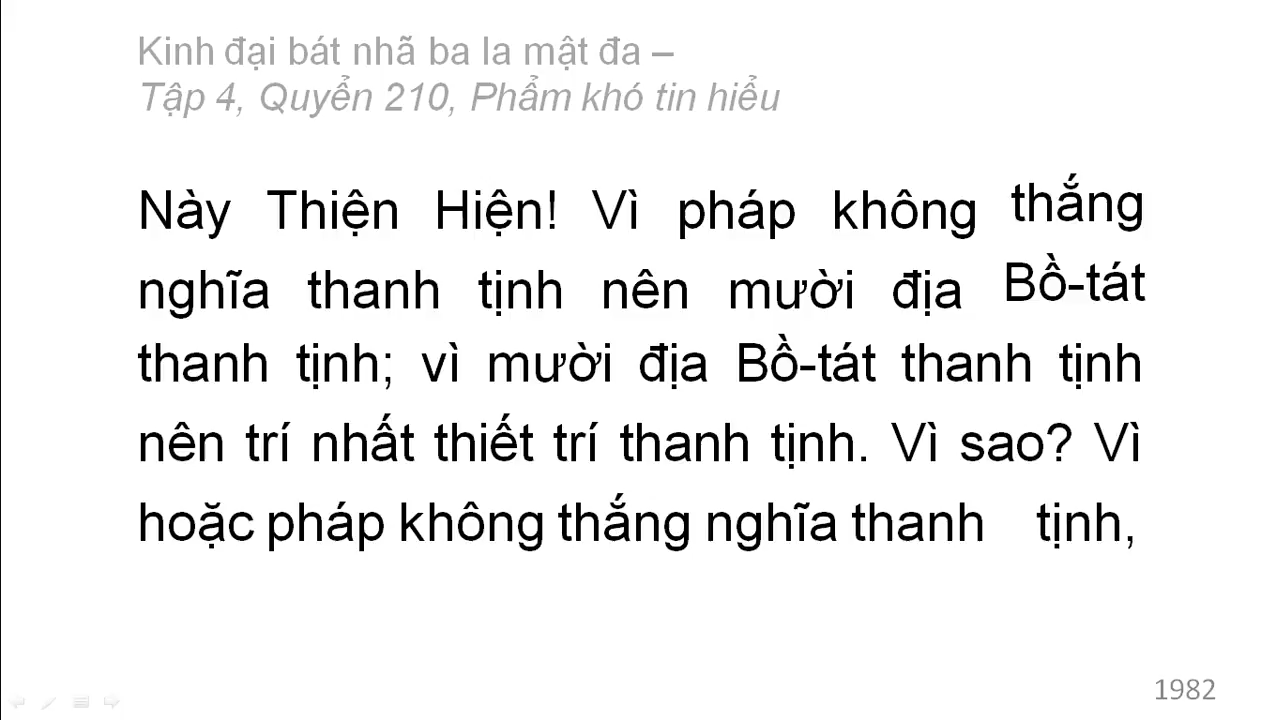 Kinh đại bát nhã ba la mật đa –
Tập 4, Quyển 210, Phẩm khó tin hiểu
Này Thiện Hiện! Vì pháp không thắng
nghĩa thanh tịnh nên mười địa Bồ-tát
thanh tịnh; vì mười địa Bồ-tát thanh tịnh
nên trí nhất thiết trí thanh tịnh. Vì sao? Vì
hoặc pháp không thắng nghĩa thanh tịnh,
1982